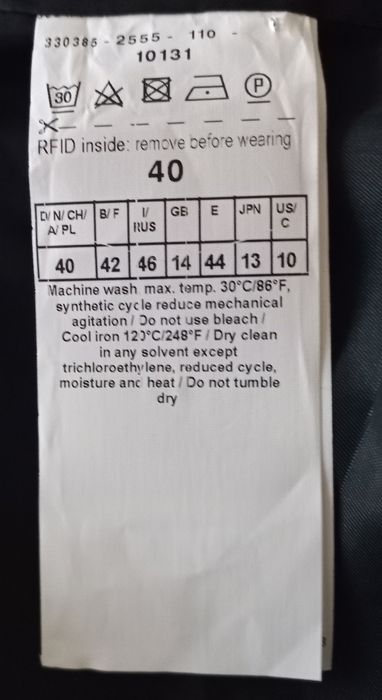 330385 - 2555 - 110 -
10131
30
P
RFID inside: remove before wearing
40
D/ N/ CH/ A/ PL B/ F I/ RUS GB E JPN US/ C
40 42 46 14 44 13 10
Machine wash max. temp. 30°C/86°F,
synthetic cycle reduce mechanical
agitation / Do not use bleach /
Cool iron 120°C/248°F / Dry clean
in any solvent except
trichloroethylene, reduced cycle,
moisture and heat / Do not tumble
dry